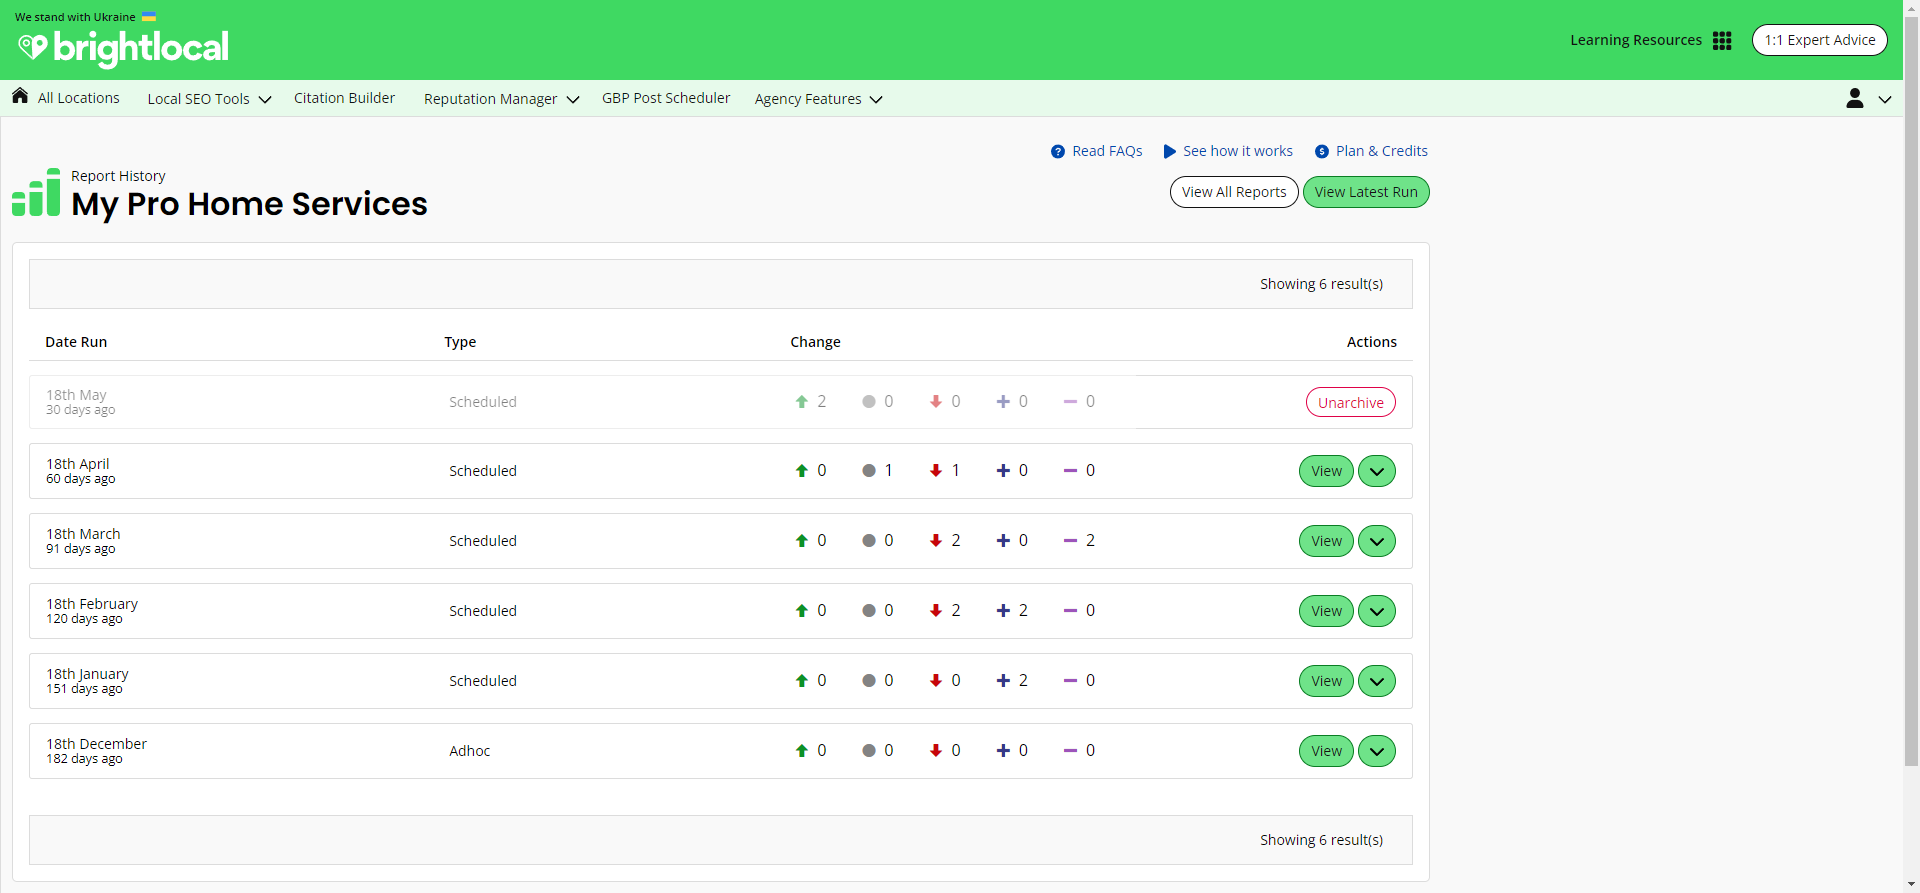 We stand with Ukraine
brightlocal
Learning Resources
1:1 Expert Advice
All Locations
Local SEO Tools
Citation Builder
Reputation Manager
GBP Post Scheduler
Agency Features
Read FAQs
See how it works
Plan & Credits
Report History
My Pro Home Services
View All Reports
View Latest Run
Showing 6 result(s)
Date Run Type Change Actions
18th May
30 days ago
Scheduled 2 0 0 0 0 Unarchive
18th April
60 days ago
Scheduled 0 1 1 0 0 View
18th March
91 days ago
Scheduled 0 0 2 0 2 View
18th February
120 days ago
Scheduled 0 0 2 2 0 View
18th January
151 days ago
Scheduled 0 0 0 2 0 View
18th December
182 days ago
Adhoc 0 0 0 0 0 View
Showing 6 result(s)